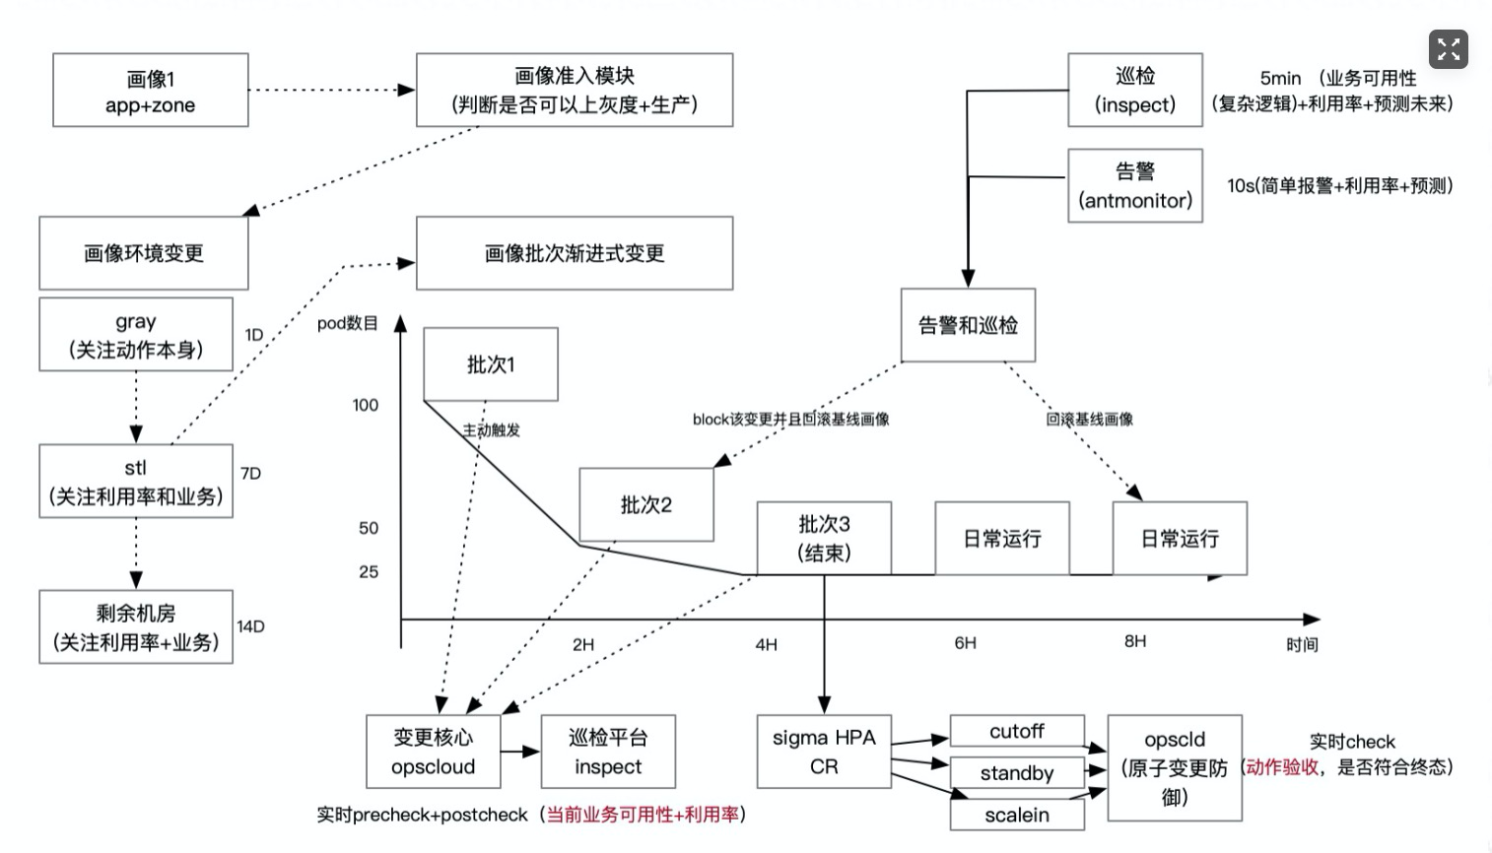 画像1
app+zone
画像准入模块
(判断是否可以上灰度+生产)
巡检
(inspect)
5min （业务可用性
(复杂逻辑)+利用率+预测未来)
告警
(antmonitor)
10s(简单报警+利用率+预测)
画像环境变更
画像批次渐进式变更
gray
(关注动作本身)
1D
stl
(关注利用率和业务)
7D
剩余机房
(关注利用率+业务)
14D
告警和巡检
block该变更并且回滚基线画像
回滚基线画像
pod数目
100
50
25
批次1
主动触发
批次2
批次3
(结束)
日常运行
日常运行
2H
4H
6H
8H
时间
变更核心
opscloud
巡检平台
inspect
实时precheck+postcheck（当前业务可用性+利用率）
sigma HPA
CR
cutoff
standby
scalein
opscld
(原子变更防
御)
实时check
(动作验收，是否符合终态)